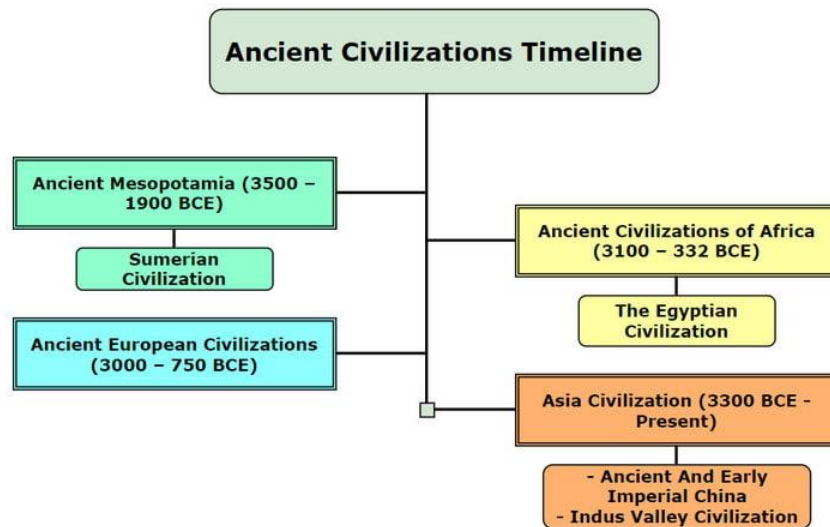 Ancient Civilizations Timeline
Ancient Mesopotamia (3500 –
1900 BCE)
Sumerian
Civilization
Ancient Civilizations of Africa
(3100 – 332 BCE)
The Egyptian
Civilization
Ancient European Civilizations
(3000 – 750 BCE)
Asia Civilization (3300 BCE -
Present)
- Ancient And Early
Imperial China
- Indus Valley Civilization